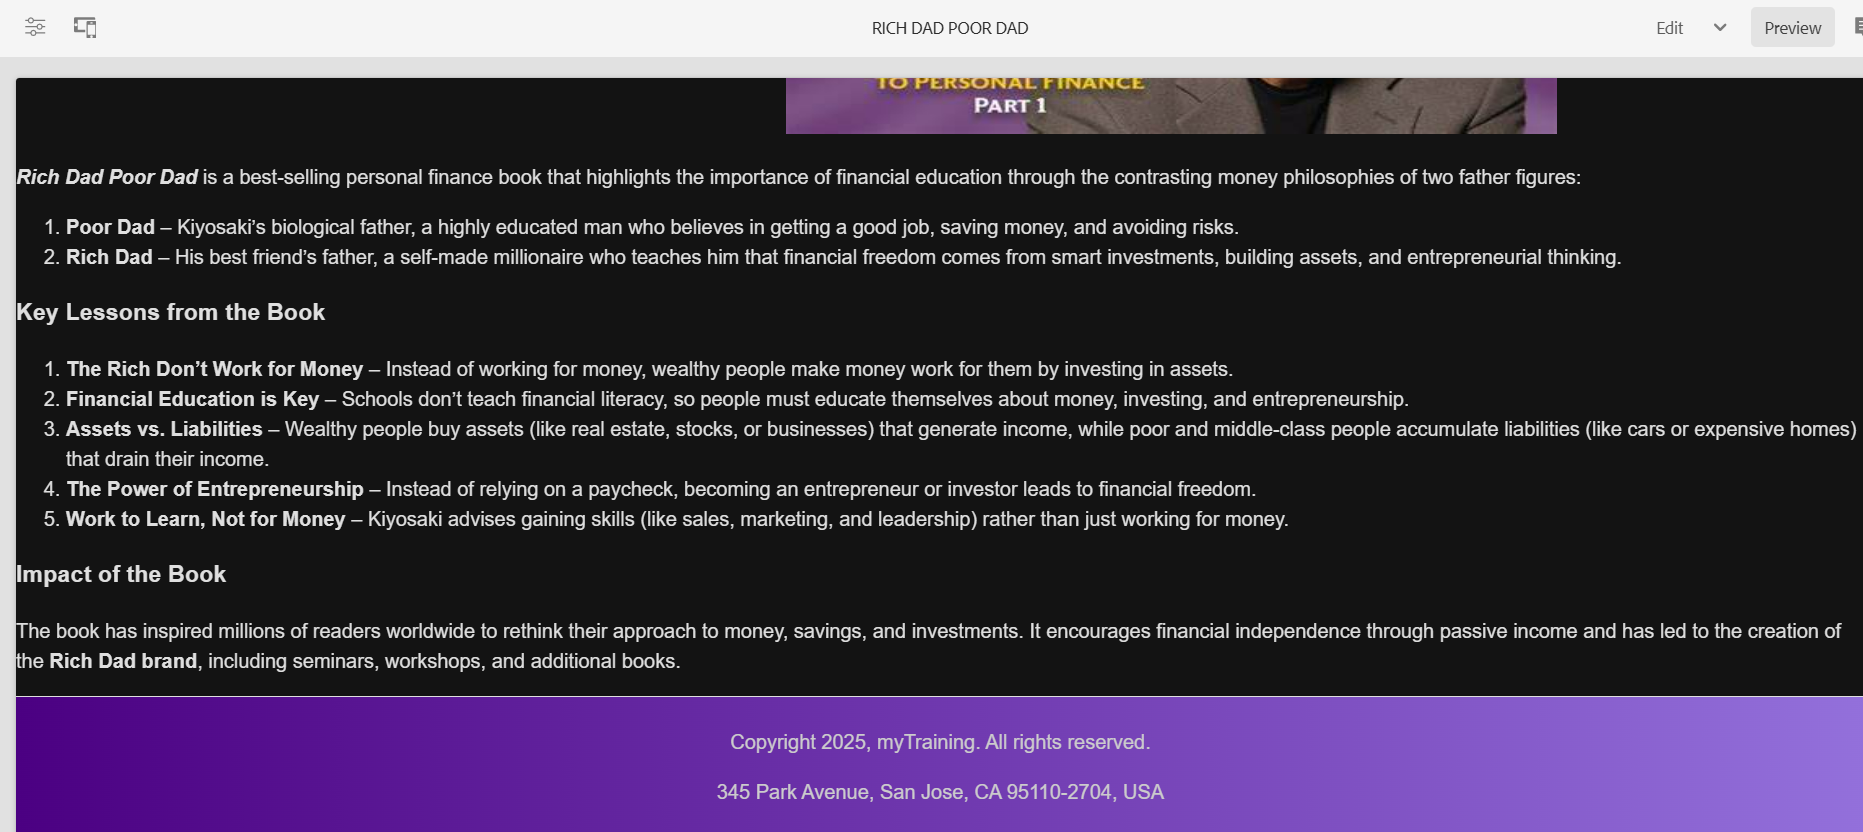 RICH DAD POOR DAD
Edit
Preview
TO PERSONAL FINANCE
PART 1
Rich Dad Poor Dad is a best-selling personal finance book that highlights the importance of financial education through the contrasting money philosophies of two father figures:
1. Poor Dad – Kiyosaki’s biological father, a highly educated man who believes in getting a good job, saving money, and avoiding risks.
2. Rich Dad – His best friend’s father, a self-made millionaire who teaches him that financial freedom comes from smart investments, building assets, and entrepreneurial thinking.
Key Lessons from the Book
1. The Rich Don’t Work for Money – Instead of working for money, wealthy people make money work for them by investing in assets.
2. Financial Education is Key – Schools don’t teach financial literacy, so people must educate themselves about money, investing, and entrepreneurship.
3. Assets vs. Liabilities – Wealthy people buy assets (like real estate, stocks, or businesses) that generate income, while poor and middle-class people accumulate liabilities (like cars or expensive homes)
that drain their income.
4. The Power of Entrepreneurship – Instead of relying on a paycheck, becoming an entrepreneur or investor leads to financial freedom.
5. Work to Learn, Not for Money – Kiyosaki advises gaining skills (like sales, marketing, and leadership) rather than just working for money.
Impact of the Book
The book has inspired millions of readers worldwide to rethink their approach to money, savings, and investments. It encourages financial independence through passive income and has led to the creation of
the Rich Dad brand, including seminars, workshops, and additional books.
Copyright 2025, myTraining. All rights reserved.
345 Park Avenue, San Jose, CA 95110-2704, USA